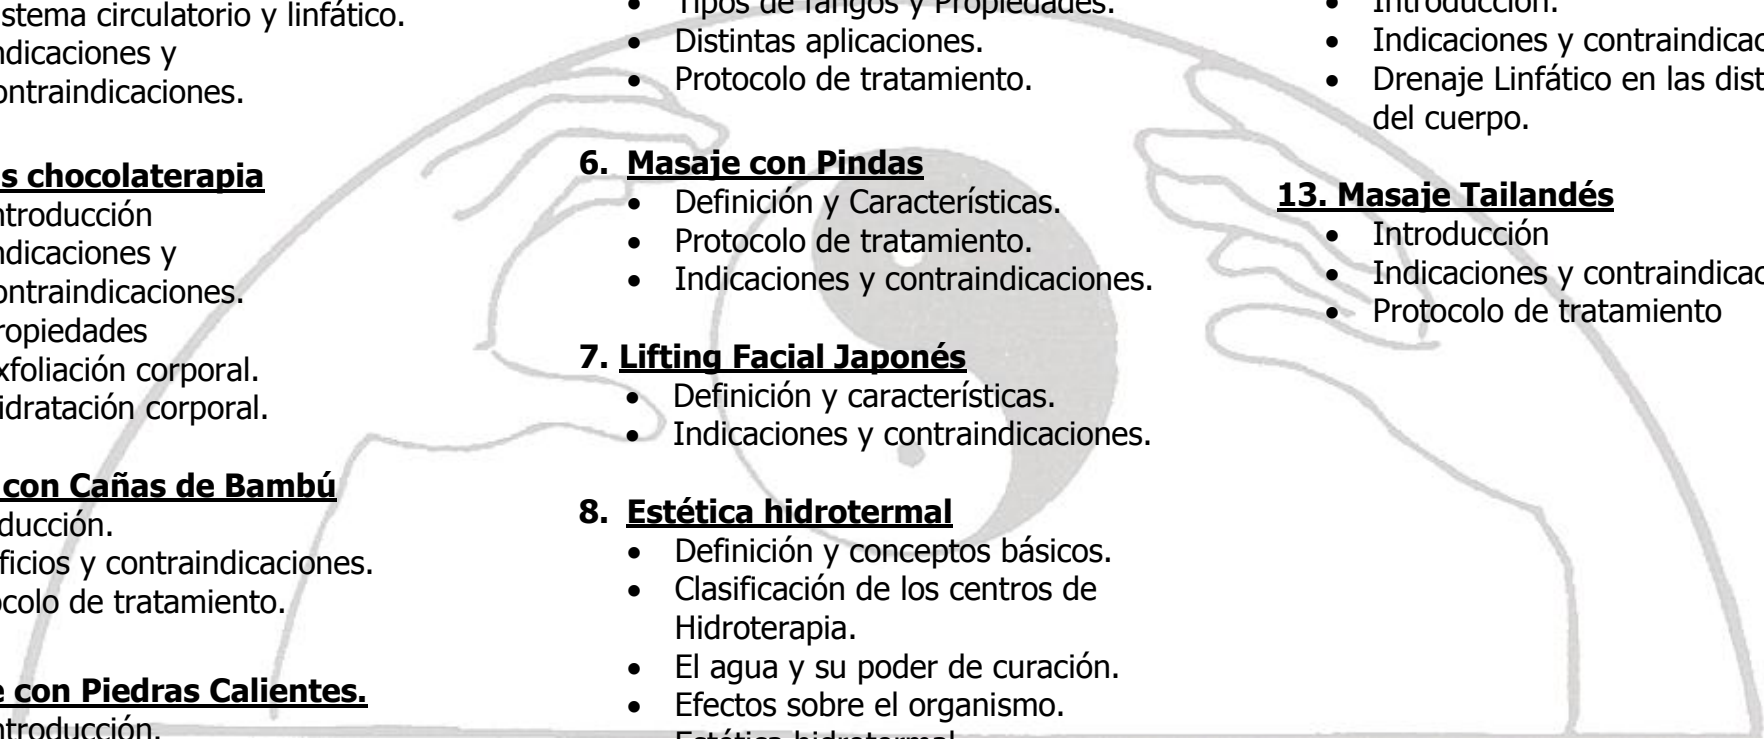 stema circulatorio y linfático.
ndicaciones y
ontraindicaciones.
s chocolaterapia
ntroducción
ndicaciones y
ontraindicaciones.
ropiedades
xfoliación corporal.
idratación corporal.
con Cañas de Bambú
ducción.
ficios y contraindicaciones.
ocolo de tratamiento.
e con Piedras Calientes.
ntroducción.
• Tipos de fangos y Propiedades.
• Distintas aplicaciones.
• Protocolo de tratamiento.
6. Masaje con Pindas
• Definición y Características.
• Protocolo de tratamiento.
• Indicaciones y contraindicaciones.
7. Lifting Facial Japonés
• Definición y características.
• Indicaciones y contraindicaciones.
8. Estética hidrotermal
• Definición y conceptos básicos.
• Clasificación de los centros de
Hidroterapia.
• El agua y su poder de curación.
• Efectos sobre el organismo.
Estética hidrotermal
• Introducción.
• Indicaciones y contraindicac
• Drenaje Linfático en las dist
del cuerpo.
13. Masaje Tailandés
• Introducción
• Indicaciones y contraindicac
• Protocolo de tratamiento